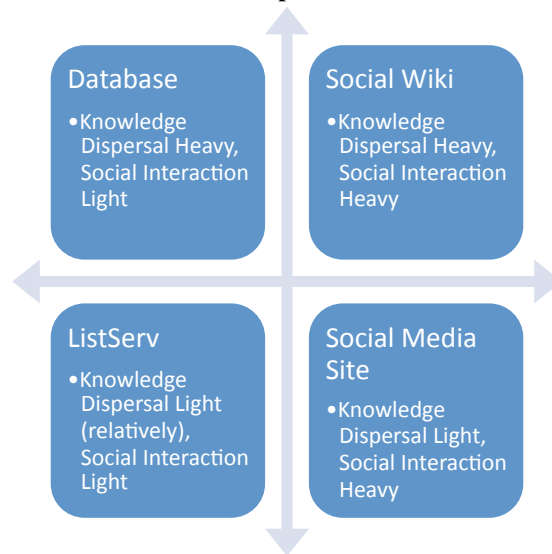 Database
•Knowledge
Dispersal Heavy,
Social Interaction
Light
Social Wiki
•Knowledge
Dispersal Heavy,
Social Interaction
Heavy
ListServ
•Knowledge
Dispersal Light
(relatively),
Social Interaction
Light
Social Media
Site
•Knowledge
Dispersal Light,
Social Interaction
Heavy